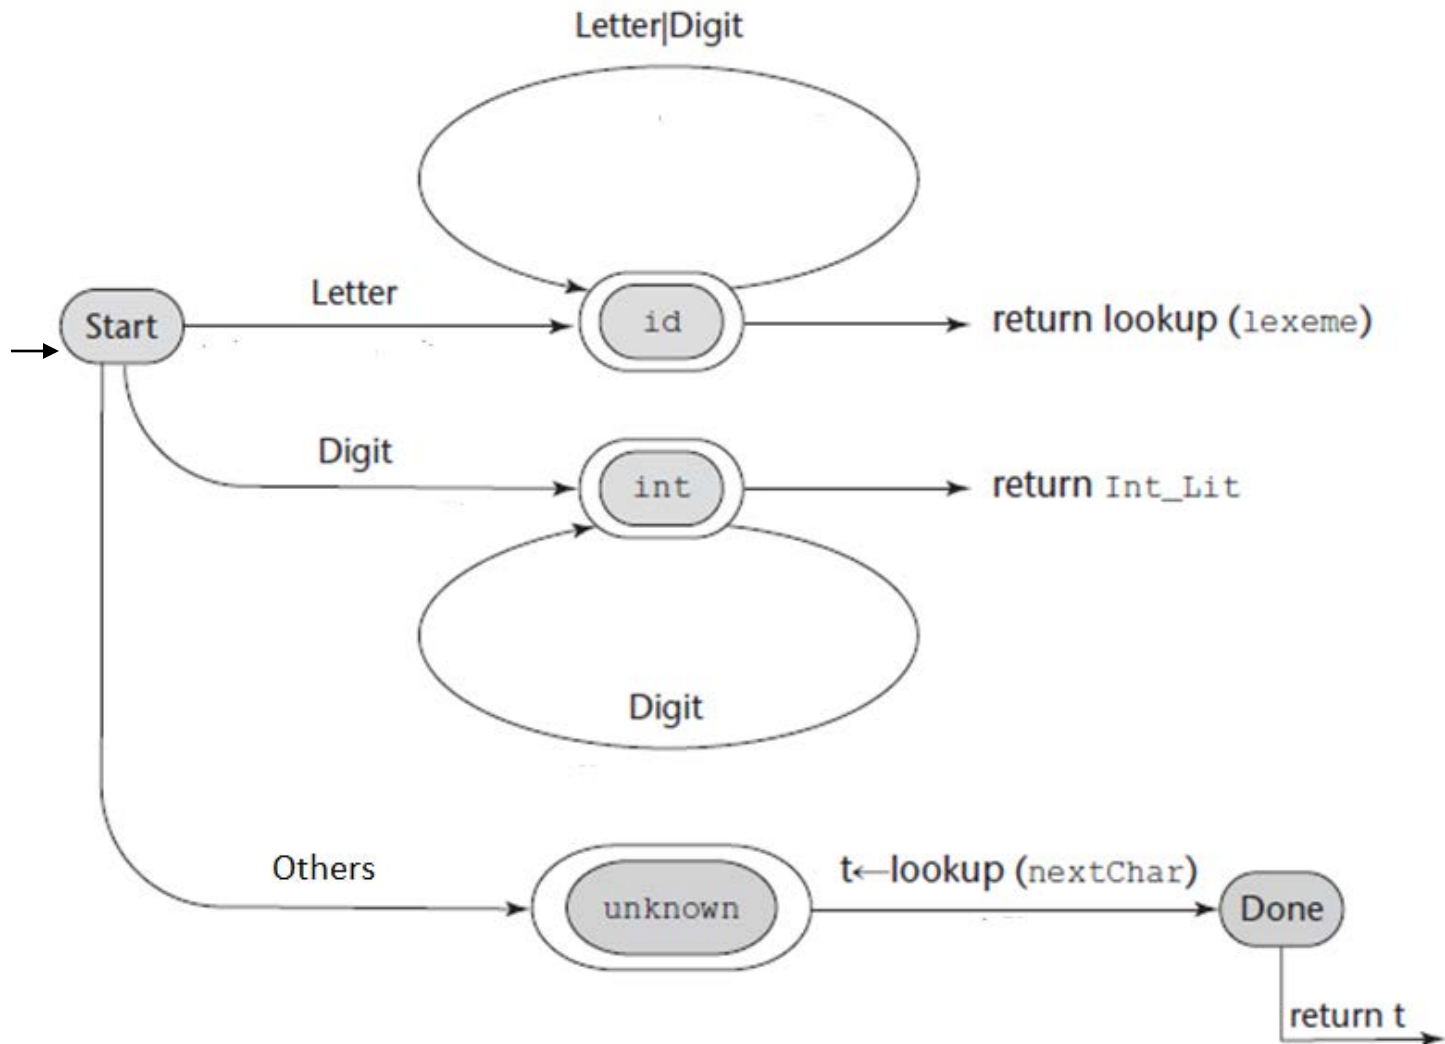 Letter|Digit
Letter
Start
id
return lookup (lexeme)
Digit
int
return Int_Lit
Digit
Others
t←lookup (nextChar)
unknown
Done
return t